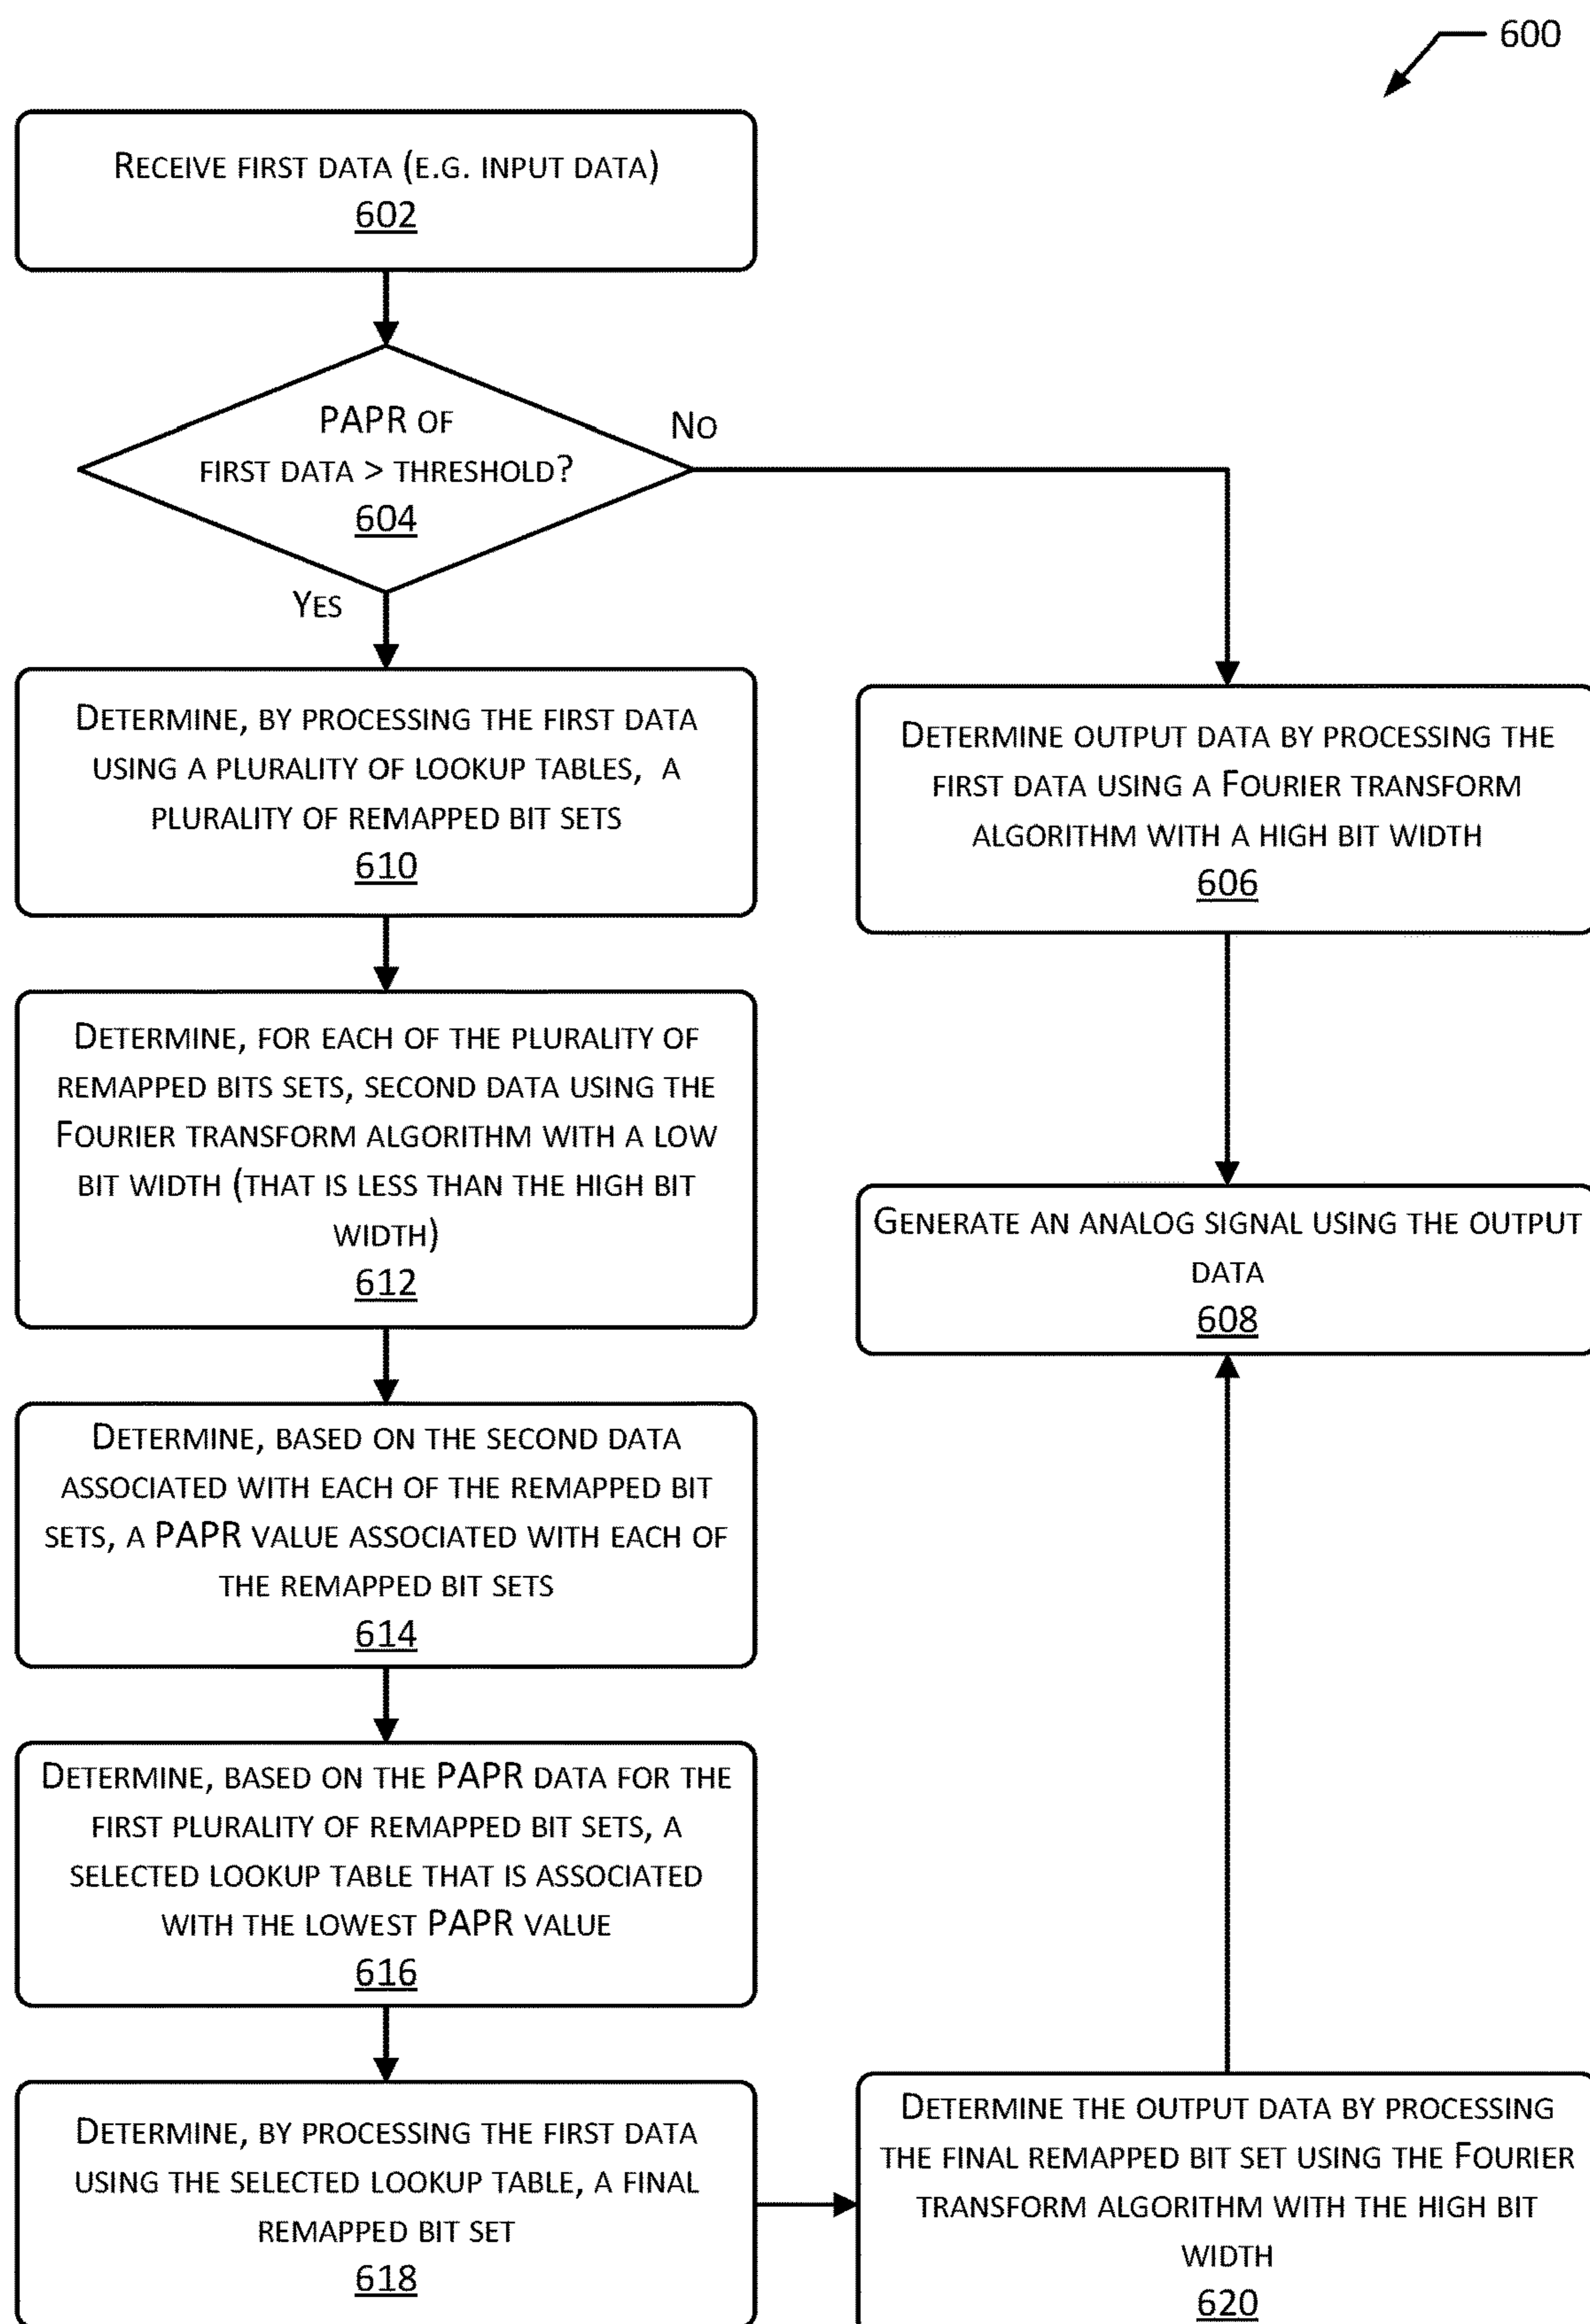 600
RECEIVE FIRST DATA (E.G. INPUT DATA)
602
PAPR OF
FIRST DATA > THRESHOLD?
604
NO
YES
DETERMINE, BY PROCESSING THE FIRST DATA
USING A PLURALITY OF LOOKUP TABLES, A
PLURALITY OF REMAPPED BIT SETS
610
DETERMINE OUTPUT DATA BY PROCESSING THE
FIRST DATA USING A FOURIER TRANSFORM
ALGORITHM WITH A HIGH BIT WIDTH
606
DETERMINE, FOR EACH OF THE PLURALITY OF
REMAPPED BITS SETS, SECOND DATA USING THE
FOURIER TRANSFORM ALGORITHM WITH A LOW
BIT WIDTH (THAT IS LESS THAN THE HIGH BIT
WIDTH)
612
GENERATE AN ANALOG SIGNAL USING THE OUTPUT
DATA
608
DETERMINE, BASED ON THE SECOND DATA
ASSOCIATED WITH EACH OF THE REMAPPED BIT
SETS, A PAPR VALUE ASSOCIATED WITH EACH OF
THE REMAPPED BIT SETS
614
DETERMINE, BASED ON THE PAPR DATA FOR THE
FIRST PLURALITY OF REMAPPED BIT SETS, A
SELECTED LOOKUP TABLE THAT IS ASSOCIATED
WITH THE LOWEST PAPR VALUE
616
DETERMINE, BY PROCESSING THE FIRST DATA
USING THE SELECTED LOOKUP TABLE, A FINAL
REMAPPED BIT SET
618
DETERMINE THE OUTPUT DATA BY PROCESSING
THE FINAL REMAPPED BIT SET USING THE FOURIER
TRANSFORM ALGORITHM WITH THE HIGH BIT
WIDTH
620